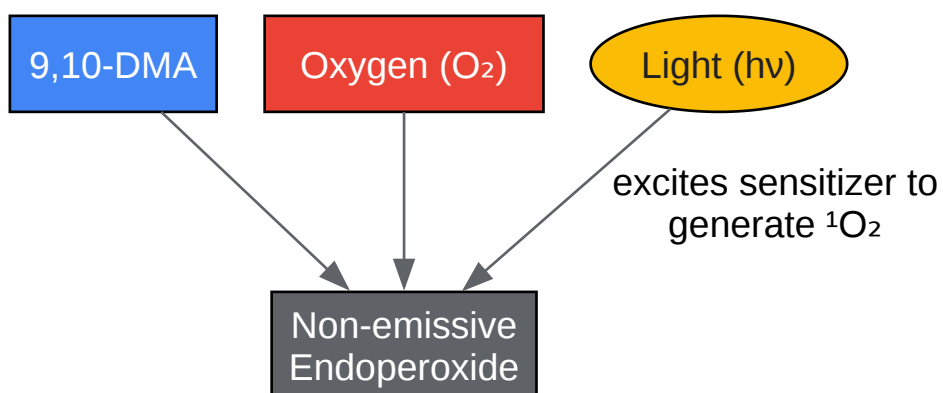 9,10-DMA
Oxygen (O₂)
Light (hν)
excites sensitizer to
generate ¹O₂
Non-emissive
Endoperoxide